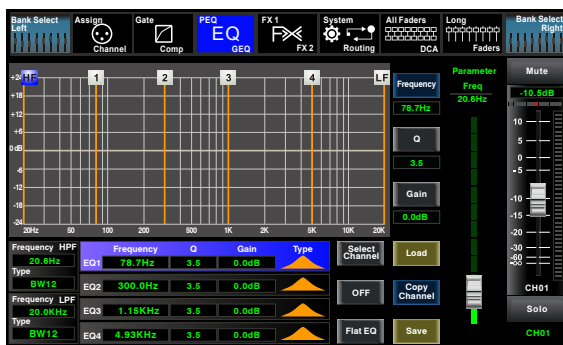 Bank Select
Left
Assign
Channel
Gate
Comp
PEQ
EQ
GEQ
FX 1
FX 2
System
Routing
All Faders
DCA
Long
Faders
Bank Select
Right
+24
HF
1
2
3
4
LF
+18
+12
+6
0 dB
-6
-12
-18
-24
20Hz 50 100 200 500 1K 2K 5K 10K 20K
Frequency
78.7Hz
Q
3.5
Gain
0.0dB
Parameter
Freq
20.6Hz
Mute
-10.5dB
10
5
0
-5
-10
-15
-20
-30
-60
∞
CH01
Solo
CH01
Frequency HPF
20.6Hz
Type
BW12
Frequency LPF
20.0KHz
Type
BW12
Frequency Q Gain Type
EQ1 78.7Hz 3.5 0.0dB
EQ2 300.0Hz 3.5 0.0dB
EQ3 1.15KHz 3.5 0.0dB
EQ4 4.93KHz 3.5 0.0dB
Select
Channel
OFF
Flat EQ
Load
Copy
Channel
Save